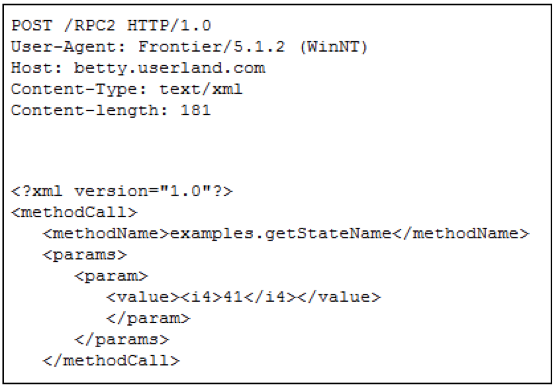 POST /RPC2 HTTP/1.0
User-Agent: Frontier/5.1.2 (WinNT)
Host: betty.userland.com
Content-Type: text/xml
Content-length: 181
<?xml version="1.0"?>
<methodCall>
<methodName>examples.getStateName</methodName>
<params>
<param>
<value><i4>41</i4></value>
</param>
</params>
</methodCall>